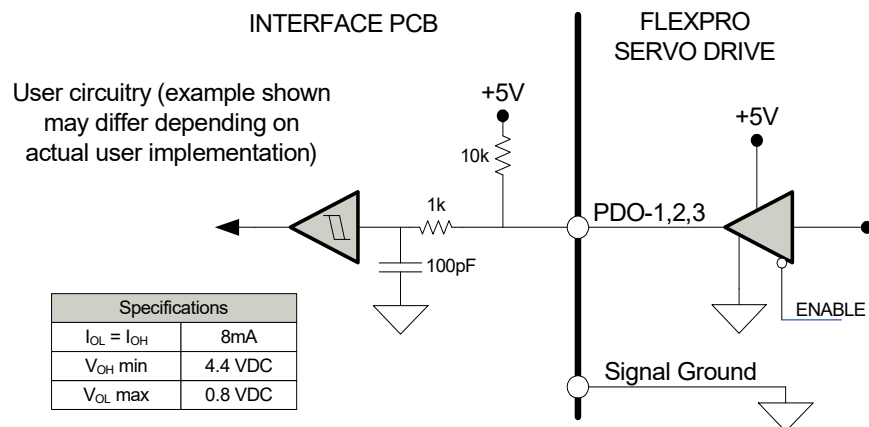 INTERFACE PCB
FLEXPRO
SERVO DRIVE
User circuitry (example shown
may differ depending on
actual user implementation)
+5V
10k
1k
100pF
+5V
PDO-1,2,3
ENABLE
Signal Ground
Specifications
IOL = IOH 8mA
VOH min 4.4 VDC
VOL max 0.8 VDC